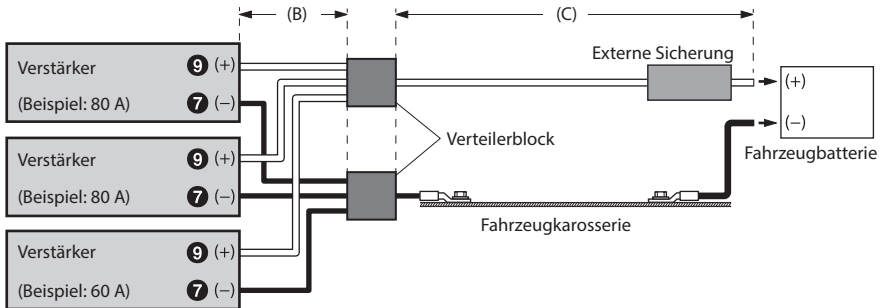 (B)
(C)
Externe Sicherung
Verstärker
9 (+)
(Beispiel: 80 A)
7 (−)
(+)
(−)
Fahrzeugbatterie
Verteilerblock
Verstärker
9 (+)
(Beispiel: 80 A)
7 (−)
Fahrzeugkarosserie
Verstärker
9 (+)
(Beispiel: 60 A)
7 (−)